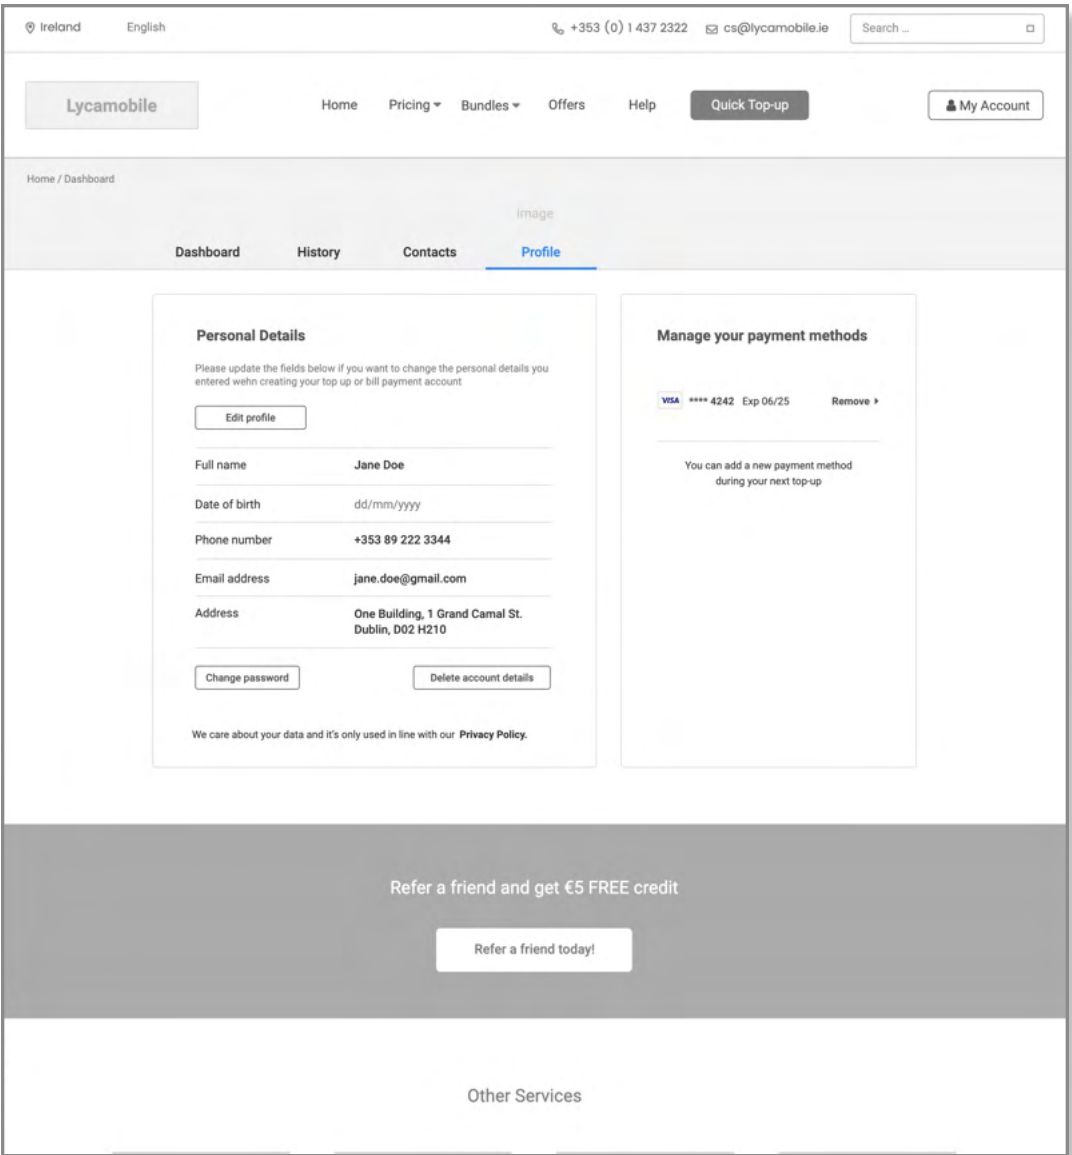 Ireland English +353 (0) 1 437 2322 cs@lycamobile.ie Search ...
Lycamobile Home Pricing Bundles Offers Help Quick Top-up My Account
Home / Dashboard
Image
Dashboard History Contacts Profile
Personal Details
Please update the fields below if you want to change the personal details you
entered wehn creating your top up or bill payment account
Edit profile
Full name Jane Doe
Date of birth dd/mm/yyyy
Phone number +353 89 222 3344
Email address jane.doe@gmail.com
Address One Building, 1 Grand Camal St.
Dublin, D02 H210
Change password Delete account details
We care about your data and it's only used in line with our Privacy Policy.
Manage your payment methods
VISA **** 4242 Exp 06/25 Remove
You can add a new payment method
during your next top-up
Refer a friend and get €5 FREE credit
Refer a friend today!
Other Services